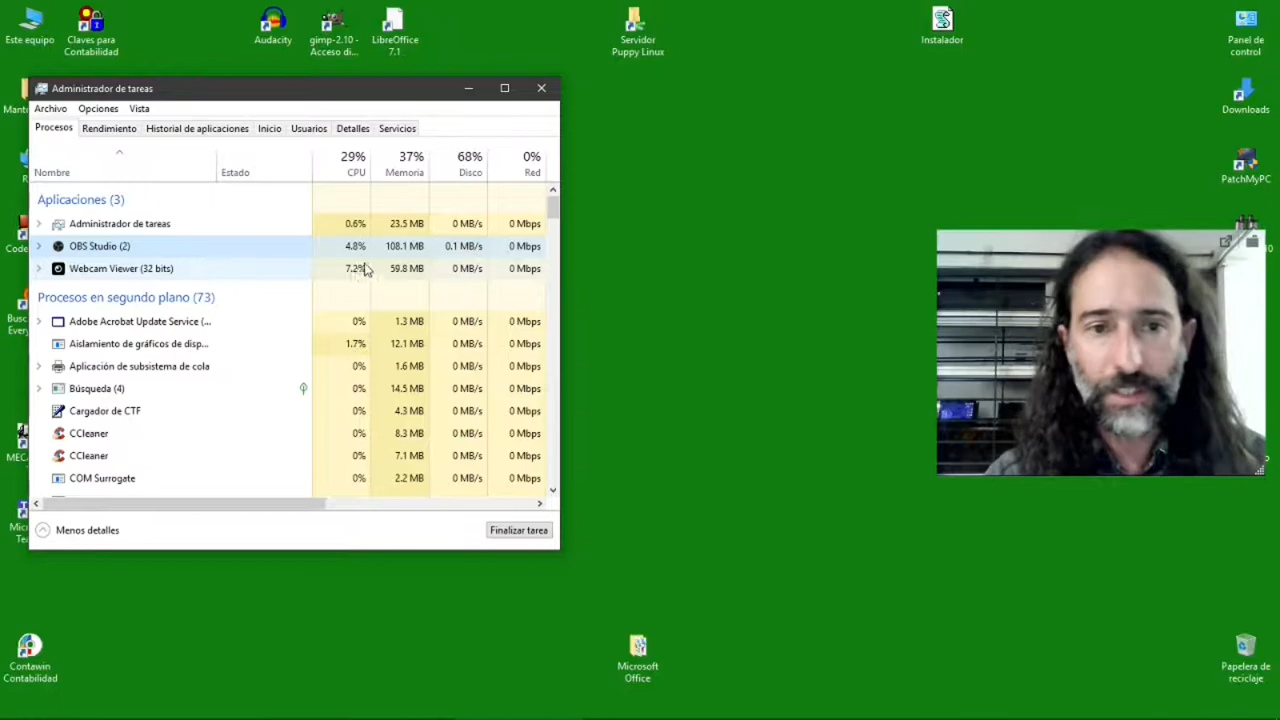 Este equipo
Claves para
Contabilidad
Audacity
gimp-2.10 -
Acceso di...
LibreOffice
7.1
Servidor
Puppy Linux
Instalador
Panel de
control
Downloads
PatchMyPC
Administrador de tareas
Archivo Opciones Vista
Procesos Rendimiento Historial de aplicaciones Inicio Usuarios Detalles Servicios
29% 37% 68% 0%
Nombre Estado CPU Memoria Disco Red
Aplicaciones (3)
Administrador de tareas 0.6% 23.5 MB 0 MB/s 0 Mbps
OBS Studio (2) 4.8% 108.1 MB 0.1 MB/s 0 Mbps
Webcam Viewer (32 bits) 7.2% 59.8 MB 0 MB/s 0 Mbps
Procesos en segundo plano (73)
Adobe Acrobat Update Service (... 0% 1.3 MB 0 MB/s 0 Mbps
Aislamiento de gráficos de disp... 1.7% 12.1 MB 0 MB/s 0 Mbps
Aplicación de subsistema de cola 0% 1.6 MB 0 MB/s 0 Mbps
Búsqueda (4) 0% 14.5 MB 0 MB/s 0 Mbps
Cargador de CTF 0% 4.3 MB 0 MB/s 0 Mbps
CCleaner 0% 8.3 MB 0 MB/s 0 Mbps
CCleaner 0% 7.1 MB 0 MB/s 0 Mbps
COM Surrogate 0% 2.2 MB 0 MB/s 0 Mbps
Menos detalles Finalizar tarea
Contawin
Contabilidad
Microsoft
Office
Papelera de
reciclaje